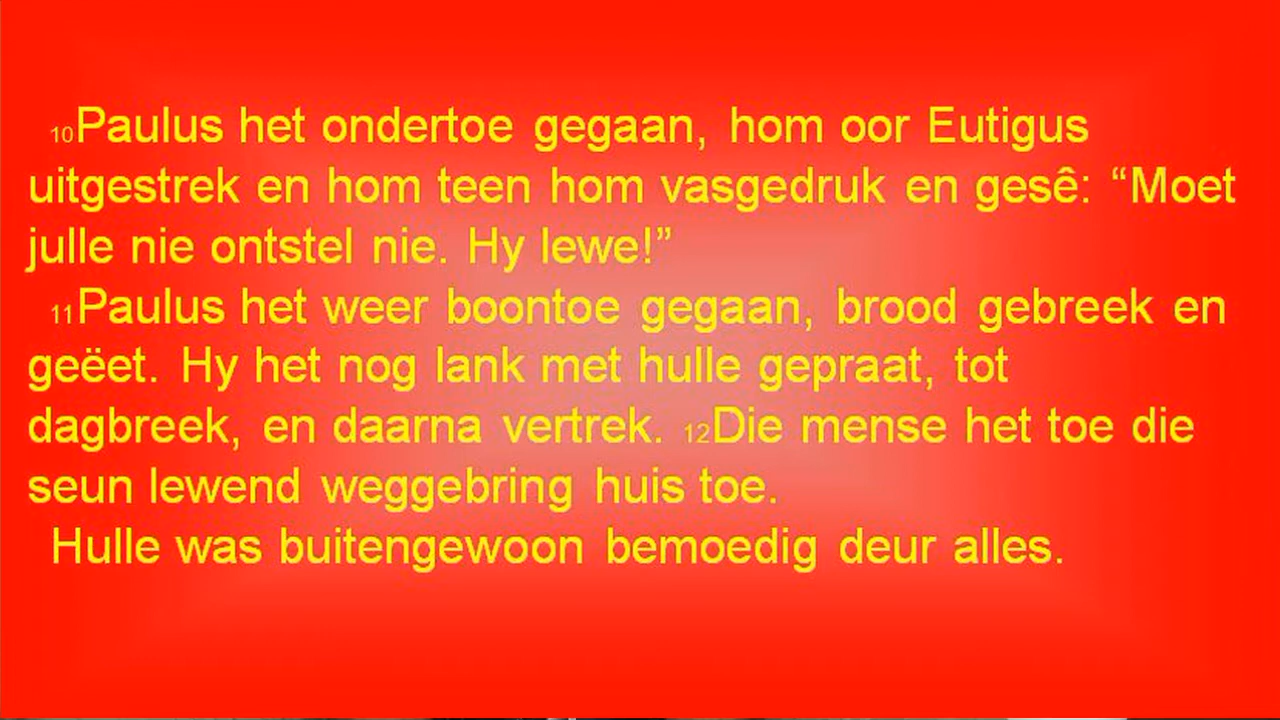 10Paulus het ondertoe gegaan, hom oor Eutigus
uitgestrek en hom teen hom vasgedruk en gesê: “Moet
julle nie ontstel nie. Hy lewe!”
11Paulus het weer boontoe gegaan, brood gebreek en
geëet. Hy het nog lank met hulle gepraat, tot
dagbreek, en daarna vertrek. 12Die mense het toe die
seun lewend weggebring huis toe.
Hulle was buitengewoon bemoedig deur alles.